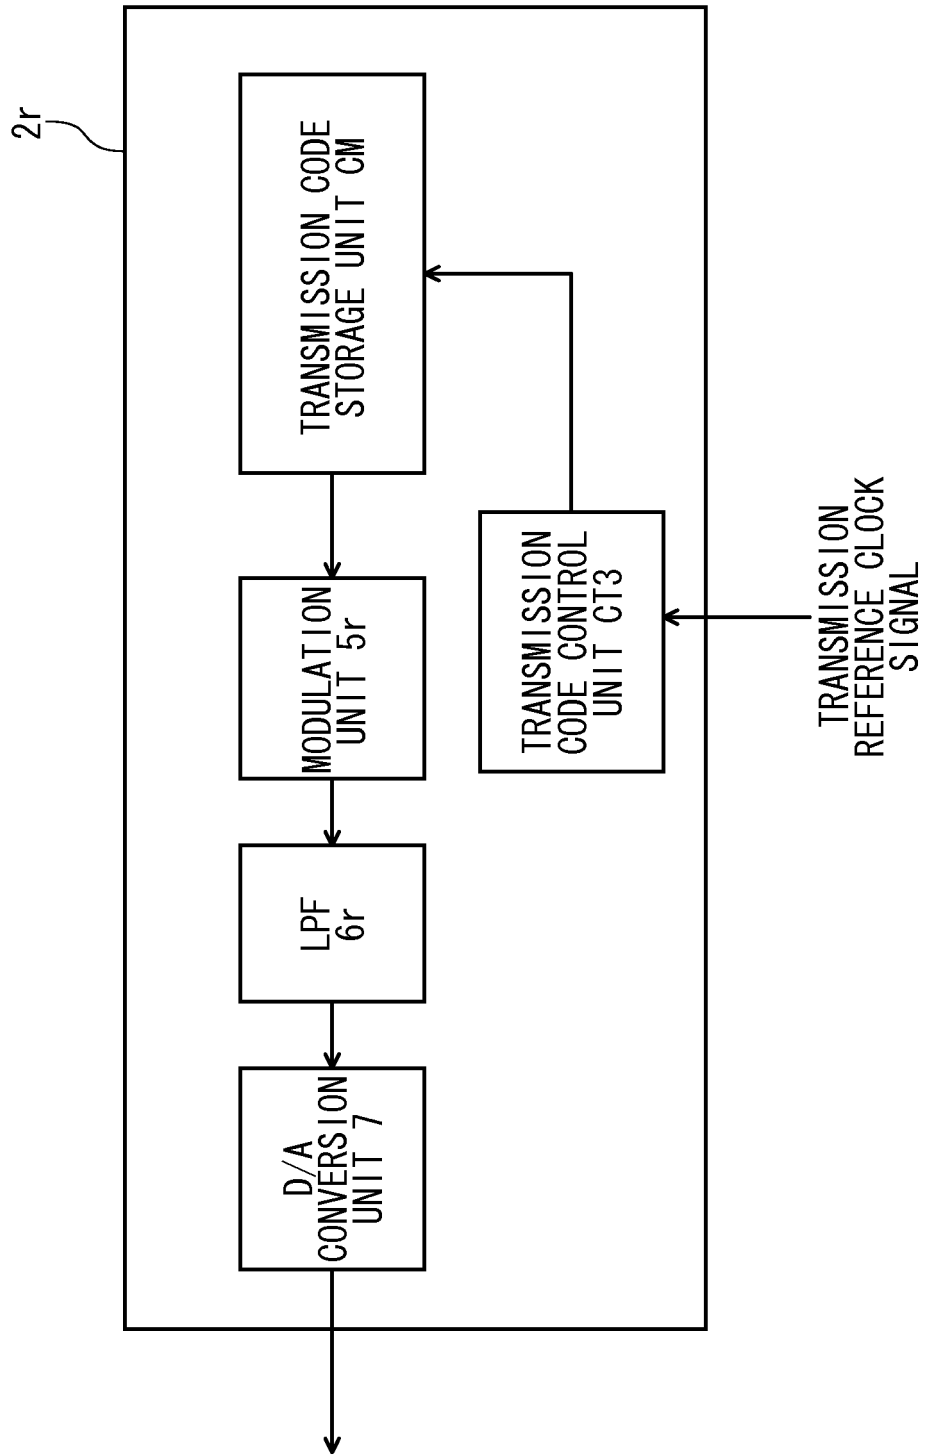 2r
TRANSMISSION CODE
STORAGE UNIT CM
MODULATION
UNIT 5r
LPF
6r
D/A
CONVERSION
UNIT 7
TRANSMISSION
CODE CONTROL
UNIT CT3
TRANSMISSION
REFERENCE CLOCK
SIGNAL